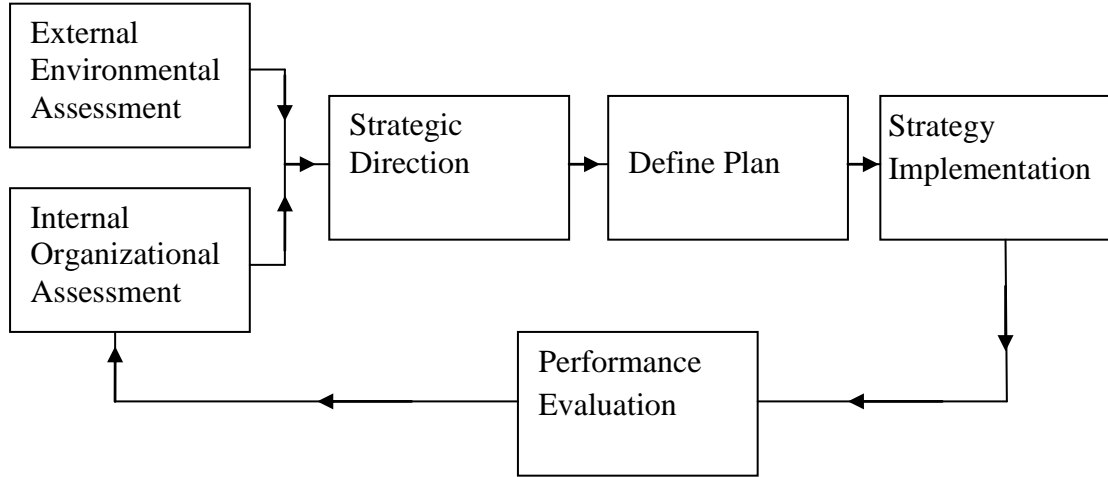 External
Environmental
Assessment
Internal
Organizational
Assessment
Strategic
Direction
Define Plan
Strategy
Implementation
Performance
Evaluation